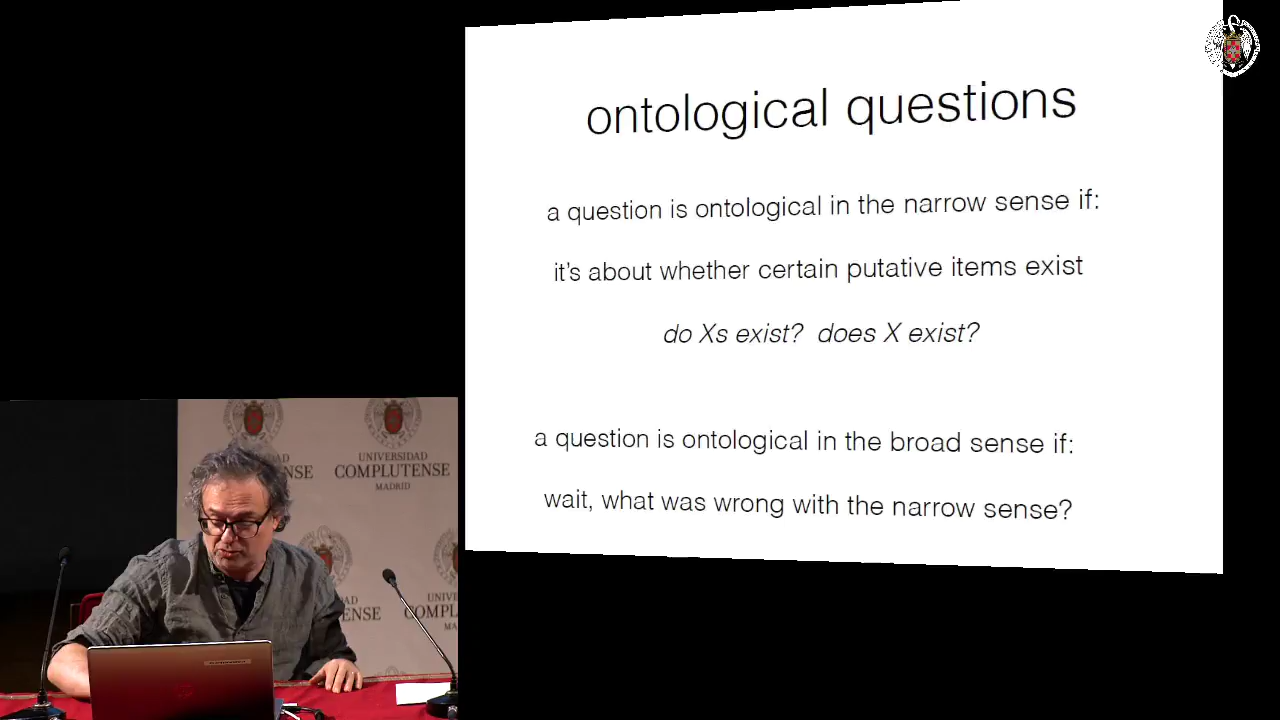 ontological questions
a question is ontological in the narrow sense if:
it's about whether certain putative items exist
do Xs exist? does X exist?
a question is ontological in the broad sense if:
wait, what was wrong with the narrow sense?
UNIVERSIDAD
COMPLUTENSE
MADRID